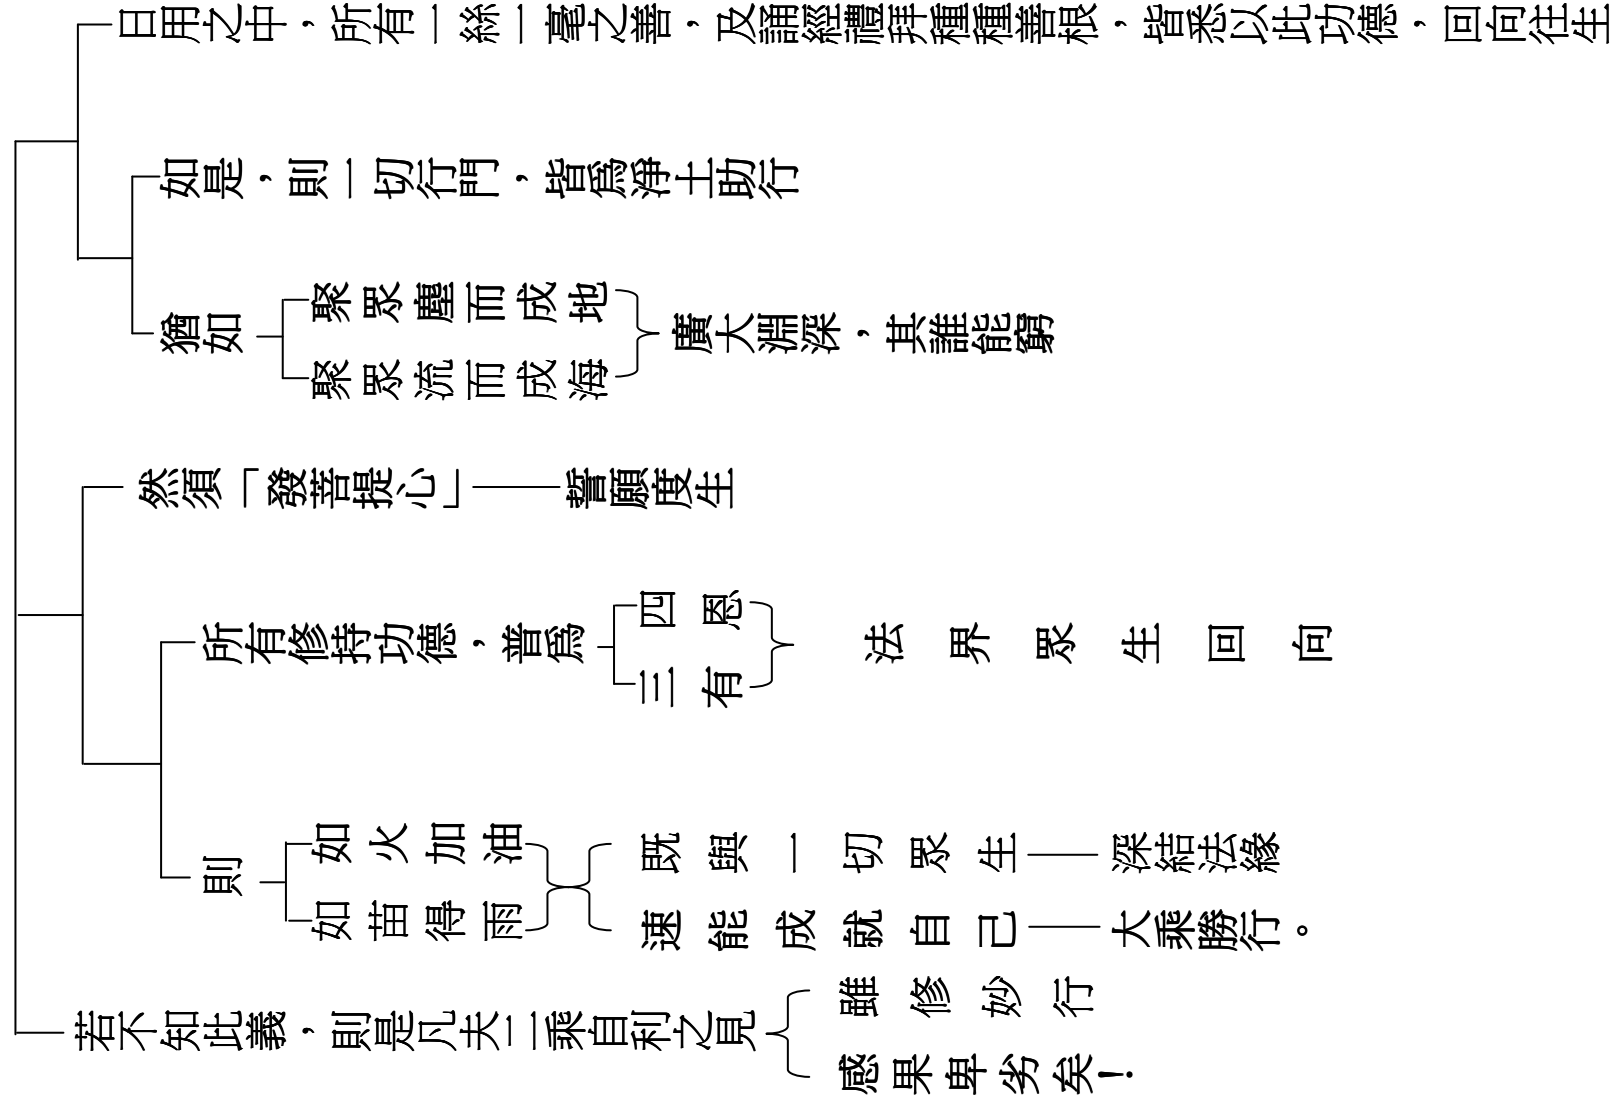 日用之中，所有一絲一毫之善，及誦經禮拜種種善根，皆悉以此功德，回向往生
如是，則一切行門，皆爲淨土助行
猶如
聚眾塵而成地
聚眾流而成海
廣大淵深，其誰能窮
然須「發菩提心」
誓願度生
所有修持功德，普爲
四恩
三有
法界眾生回向
則
如火加油
如苗得雨
既與一切眾生
深結法緣
速能成就自己
大乘勝行。
若不知此義，則是凡夫二乘自利之見
雖修妙行
感果卑劣矣！